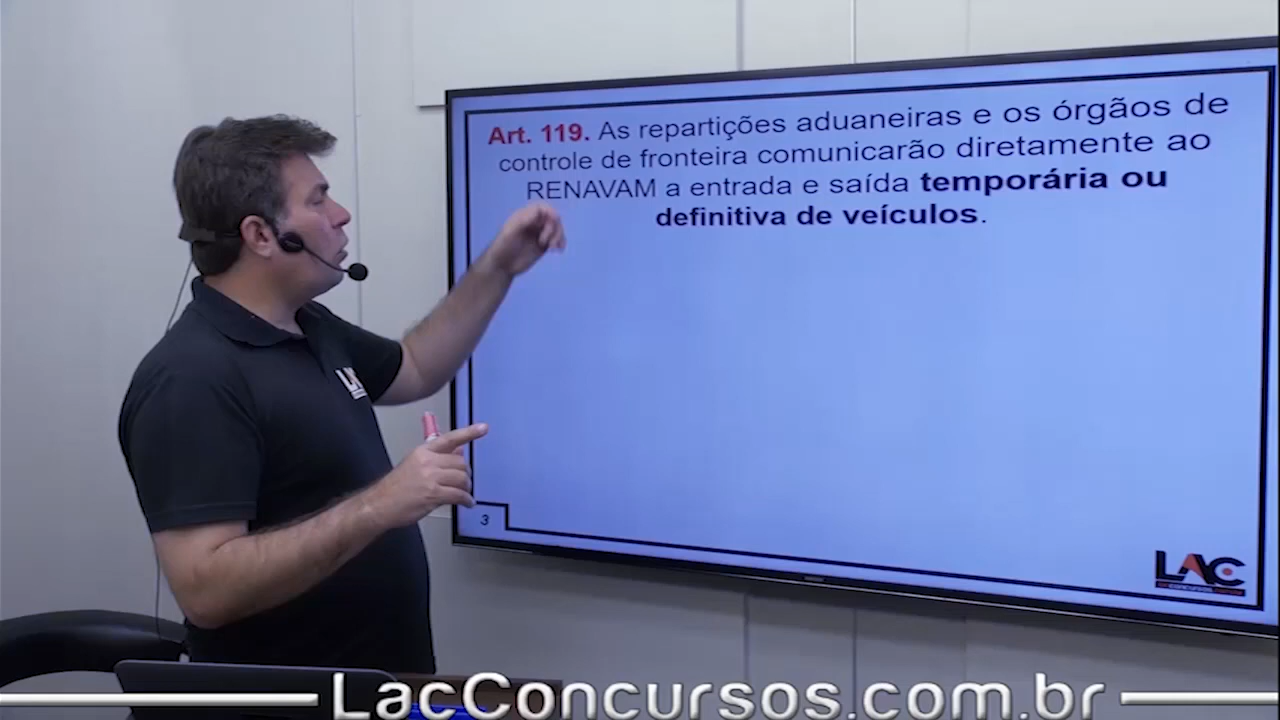 Art. 119. As repartições aduaneiras e os órgãos de
controle de fronteira comunicarão diretamente ao
RENAVAM a entrada e saída temporária ou
definitiva de veículos.
3
LAC
LacConcursos.com.br